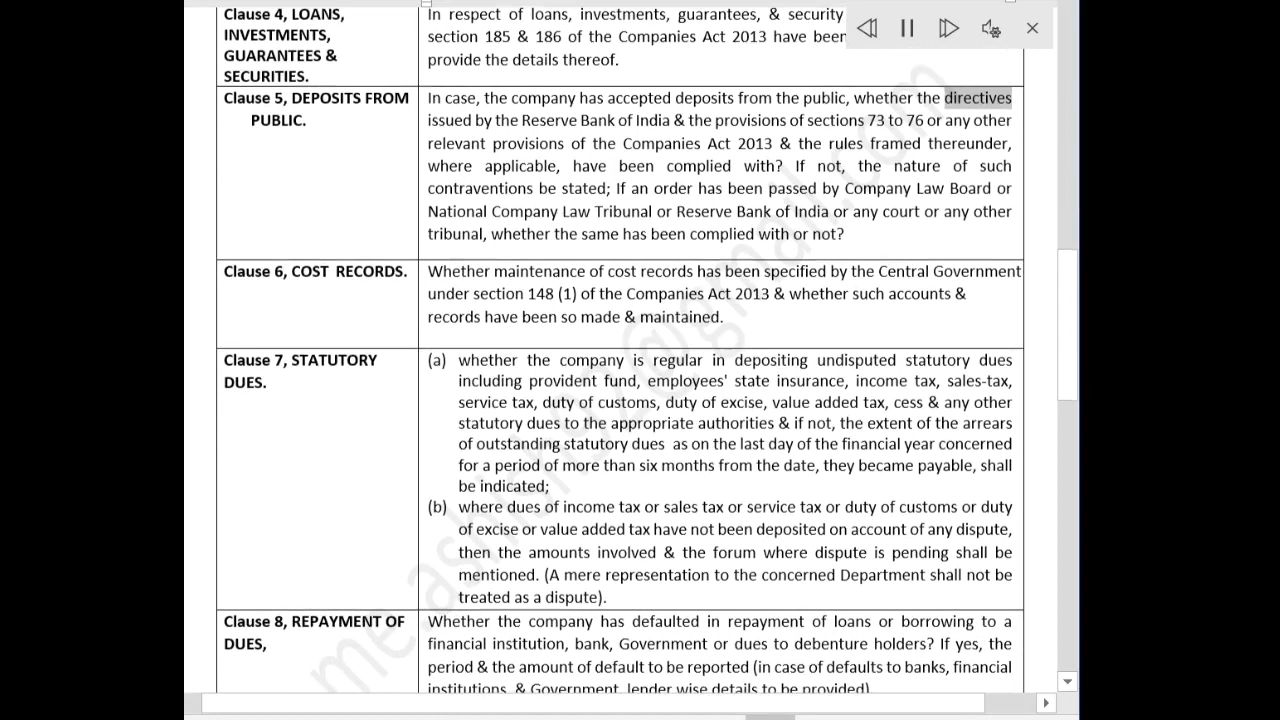 Clause 4, LOANS,
INVESTMENTS,
GUARANTEES &
SECURITIES.
In respect of loans, investments, guarantees, & security
section 185 & 186 of the Companies Act 2013 have been
provide the details thereof.
Clause 5, DEPOSITS FROM
PUBLIC.
In case, the company has accepted deposits from the public, whether the directives
issued by the Reserve Bank of India & the provisions of sections 73 to 76 or any other
relevant provisions of the Companies Act 2013 & the rules framed thereunder,
where applicable, have been complied with? If not, the nature of such
contraventions be stated; If an order has been passed by Company Law Board or
National Company Law Tribunal or Reserve Bank of India or any court or any other
tribunal, whether the same has been complied with or not?
Clause 6, COST RECORDS.
Whether maintenance of cost records has been specified by the Central Government
under section 148 (1) of the Companies Act 2013 & whether such accounts &
records have been so made & maintained.
Clause 7, STATUTORY
DUES.
(a) whether the company is regular in depositing undisputed statutory dues
including provident fund, employees' state insurance, income tax, sales-tax,
service tax, duty of customs, duty of excise, value added tax, cess & any other
statutory dues to the appropriate authorities & if not, the extent of the arrears
of outstanding statutory dues as on the last day of the financial year concerned
for a period of more than six months from the date, they became payable, shall
be indicated;
(b) where dues of income tax or sales tax or service tax or duty of customs or duty
of excise or value added tax have not been deposited on account of any dispute,
then the amounts involved & the forum where dispute is pending shall be
mentioned. (A mere representation to the concerned Department shall not be
treated as a dispute).
Clause 8, REPAYMENT OF
DUES,
Whether the company has defaulted in repayment of loans or borrowing to a
financial institution, bank, Government or dues to debenture holders? If yes, the
period & the amount of default to be reported (in case of defaults to banks, financial
institutions, & Government, lender wise details to be provided)